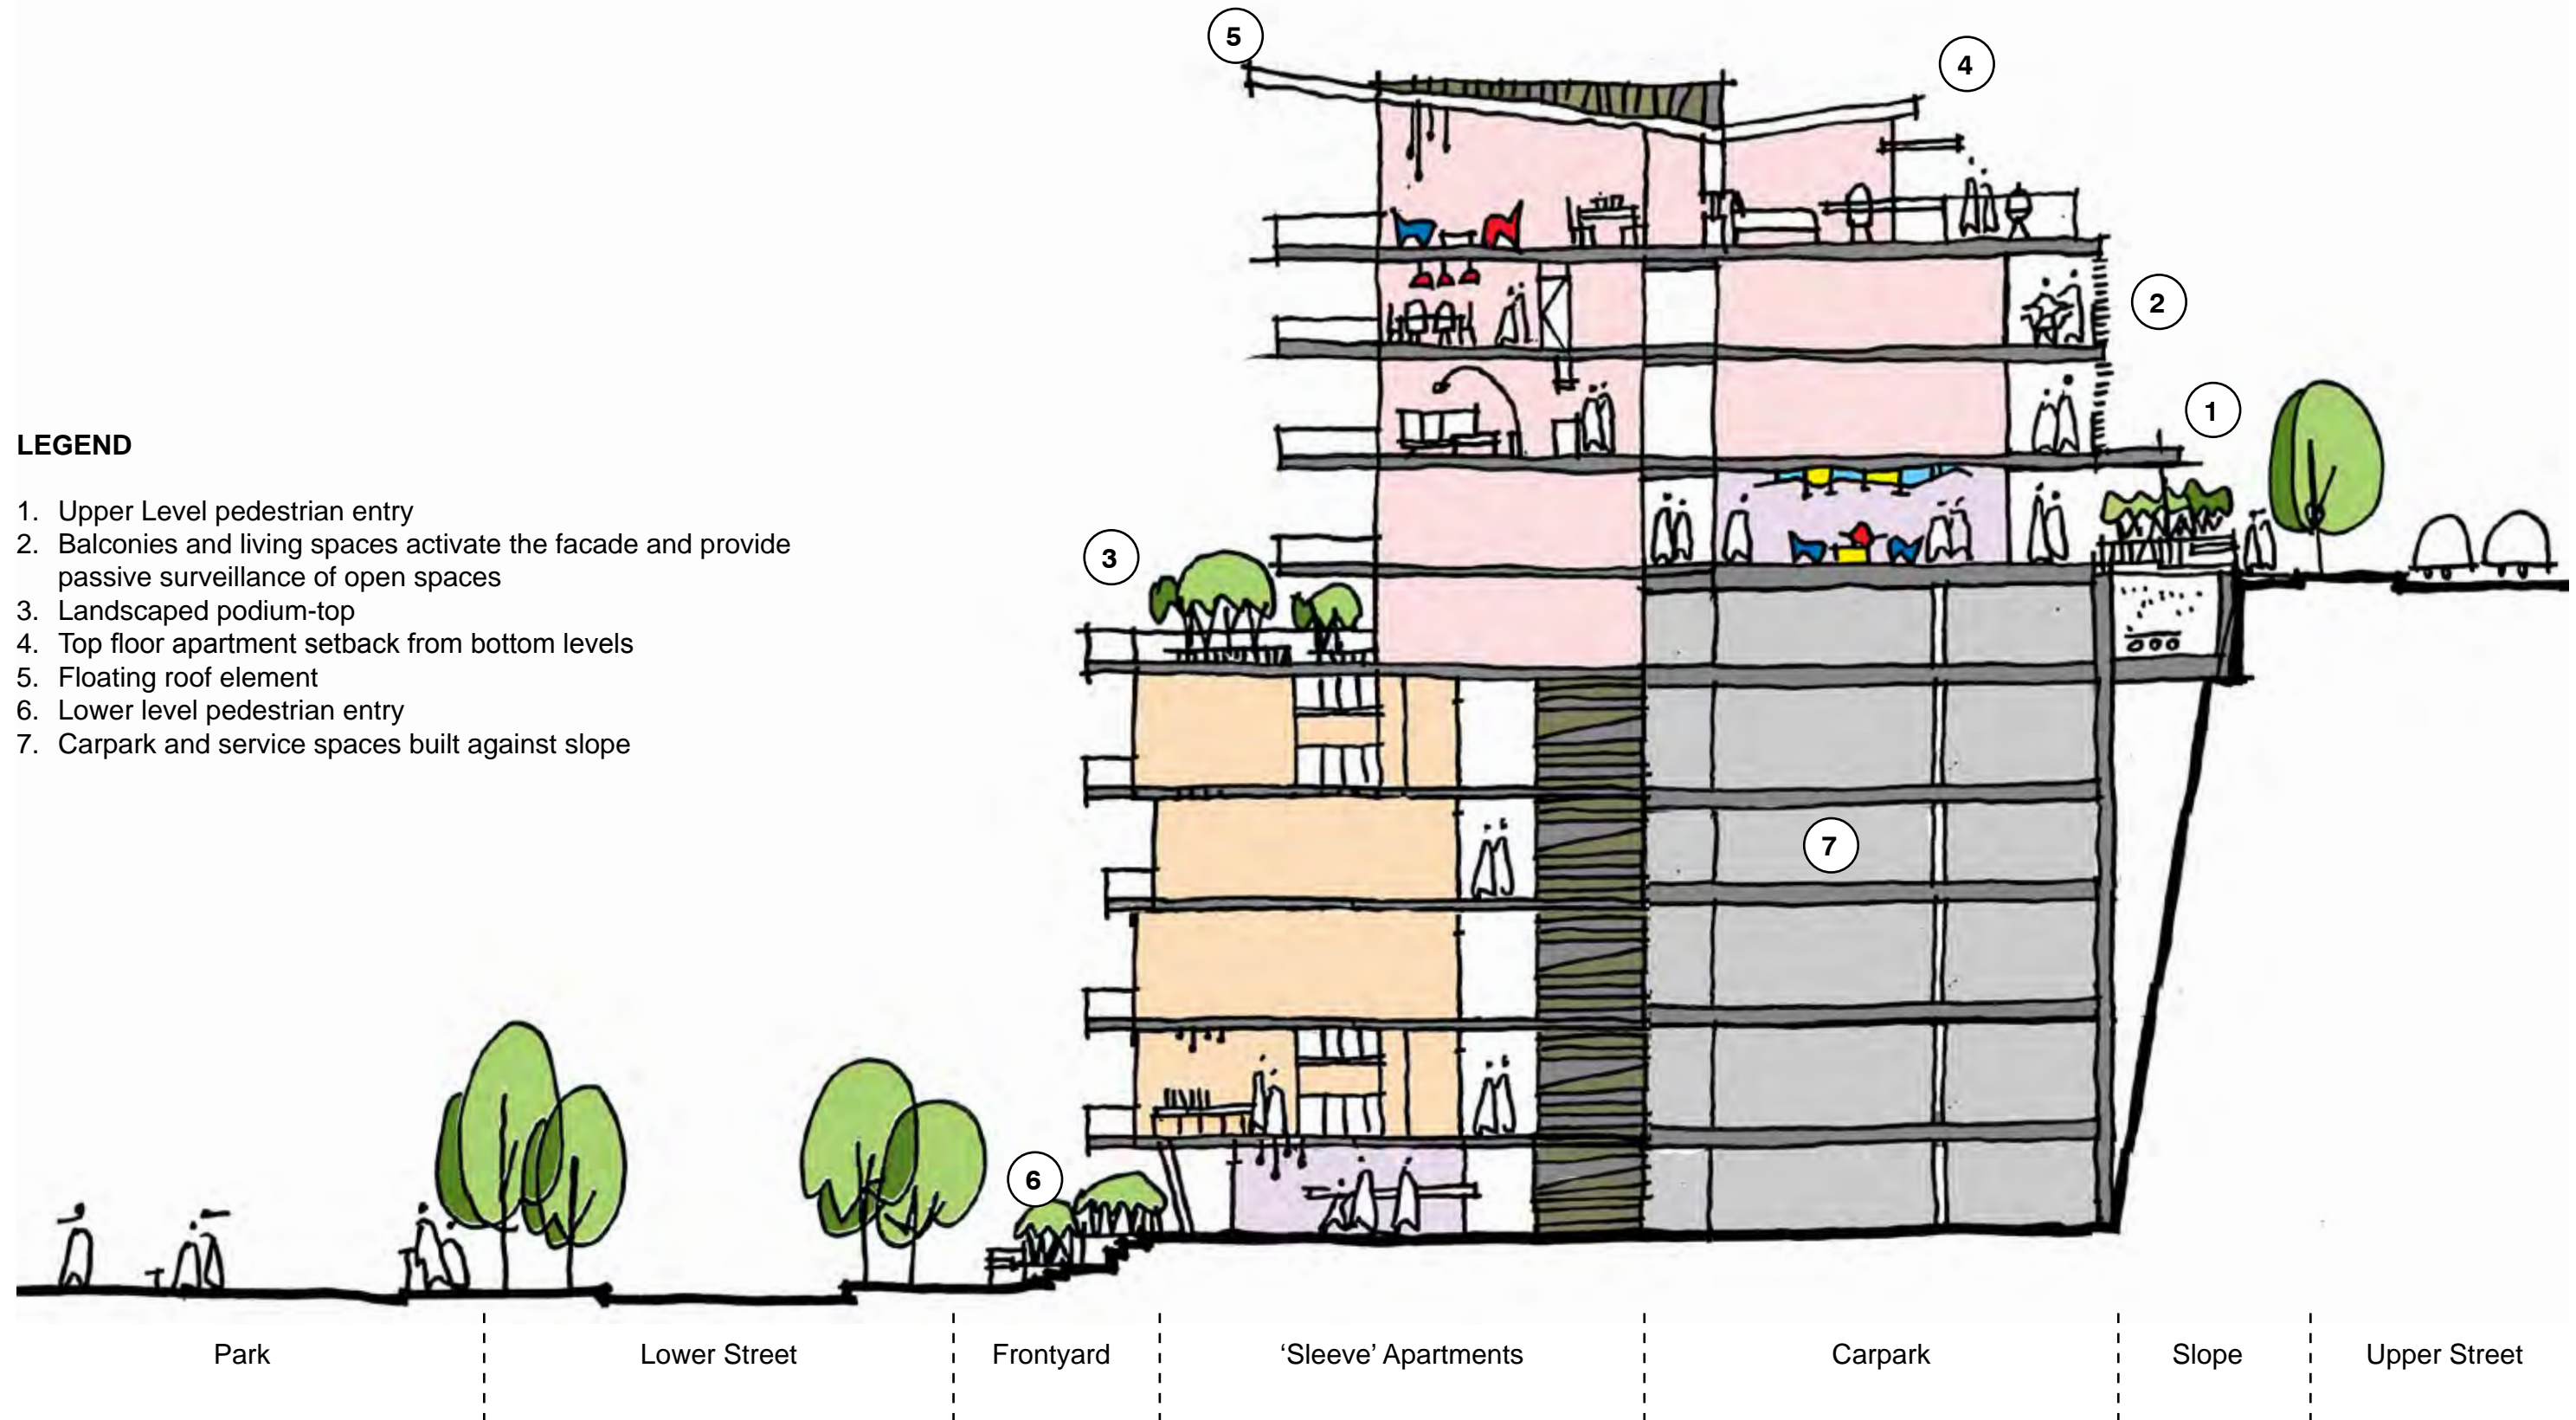 5
4
2
1
3
LEGEND
1. Upper Level pedestrian entry
2. Balconies and living spaces activate the facade and provide
passive surveillance of open spaces
3. Landscaped podium-top
4. Top floor apartment setback from bottom levels
5. Floating roof element
6. Lower level pedestrian entry
7. Carpark and service spaces built against slope
7
6
Park
Lower Street
Frontyard
‘Sleeve’ Apartments
Carpark
Slope
Upper Street